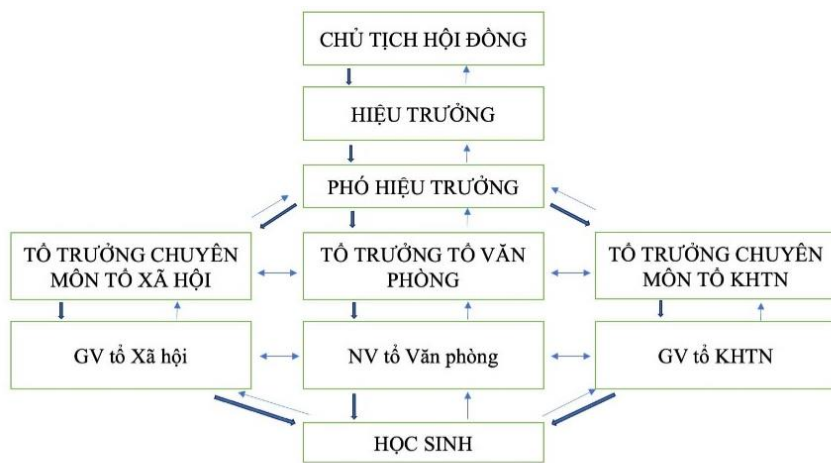 CHỦ TỊCH HỘI ĐỒNG
HIỆU TRƯỞNG
PHÓ HIỆU TRƯỞNG
TỔ TRƯỞNG CHUYÊN
MÔN TỔ XÃ HỘI
TỔ TRƯỞNG TỔ VĂN
PHÒNG
TỔ TRƯỞNG CHUYÊN
MÔN TỔ KHTN
GV tổ Xã hội
NV tổ Văn phòng
GV tổ KHTN
HỌC SINH